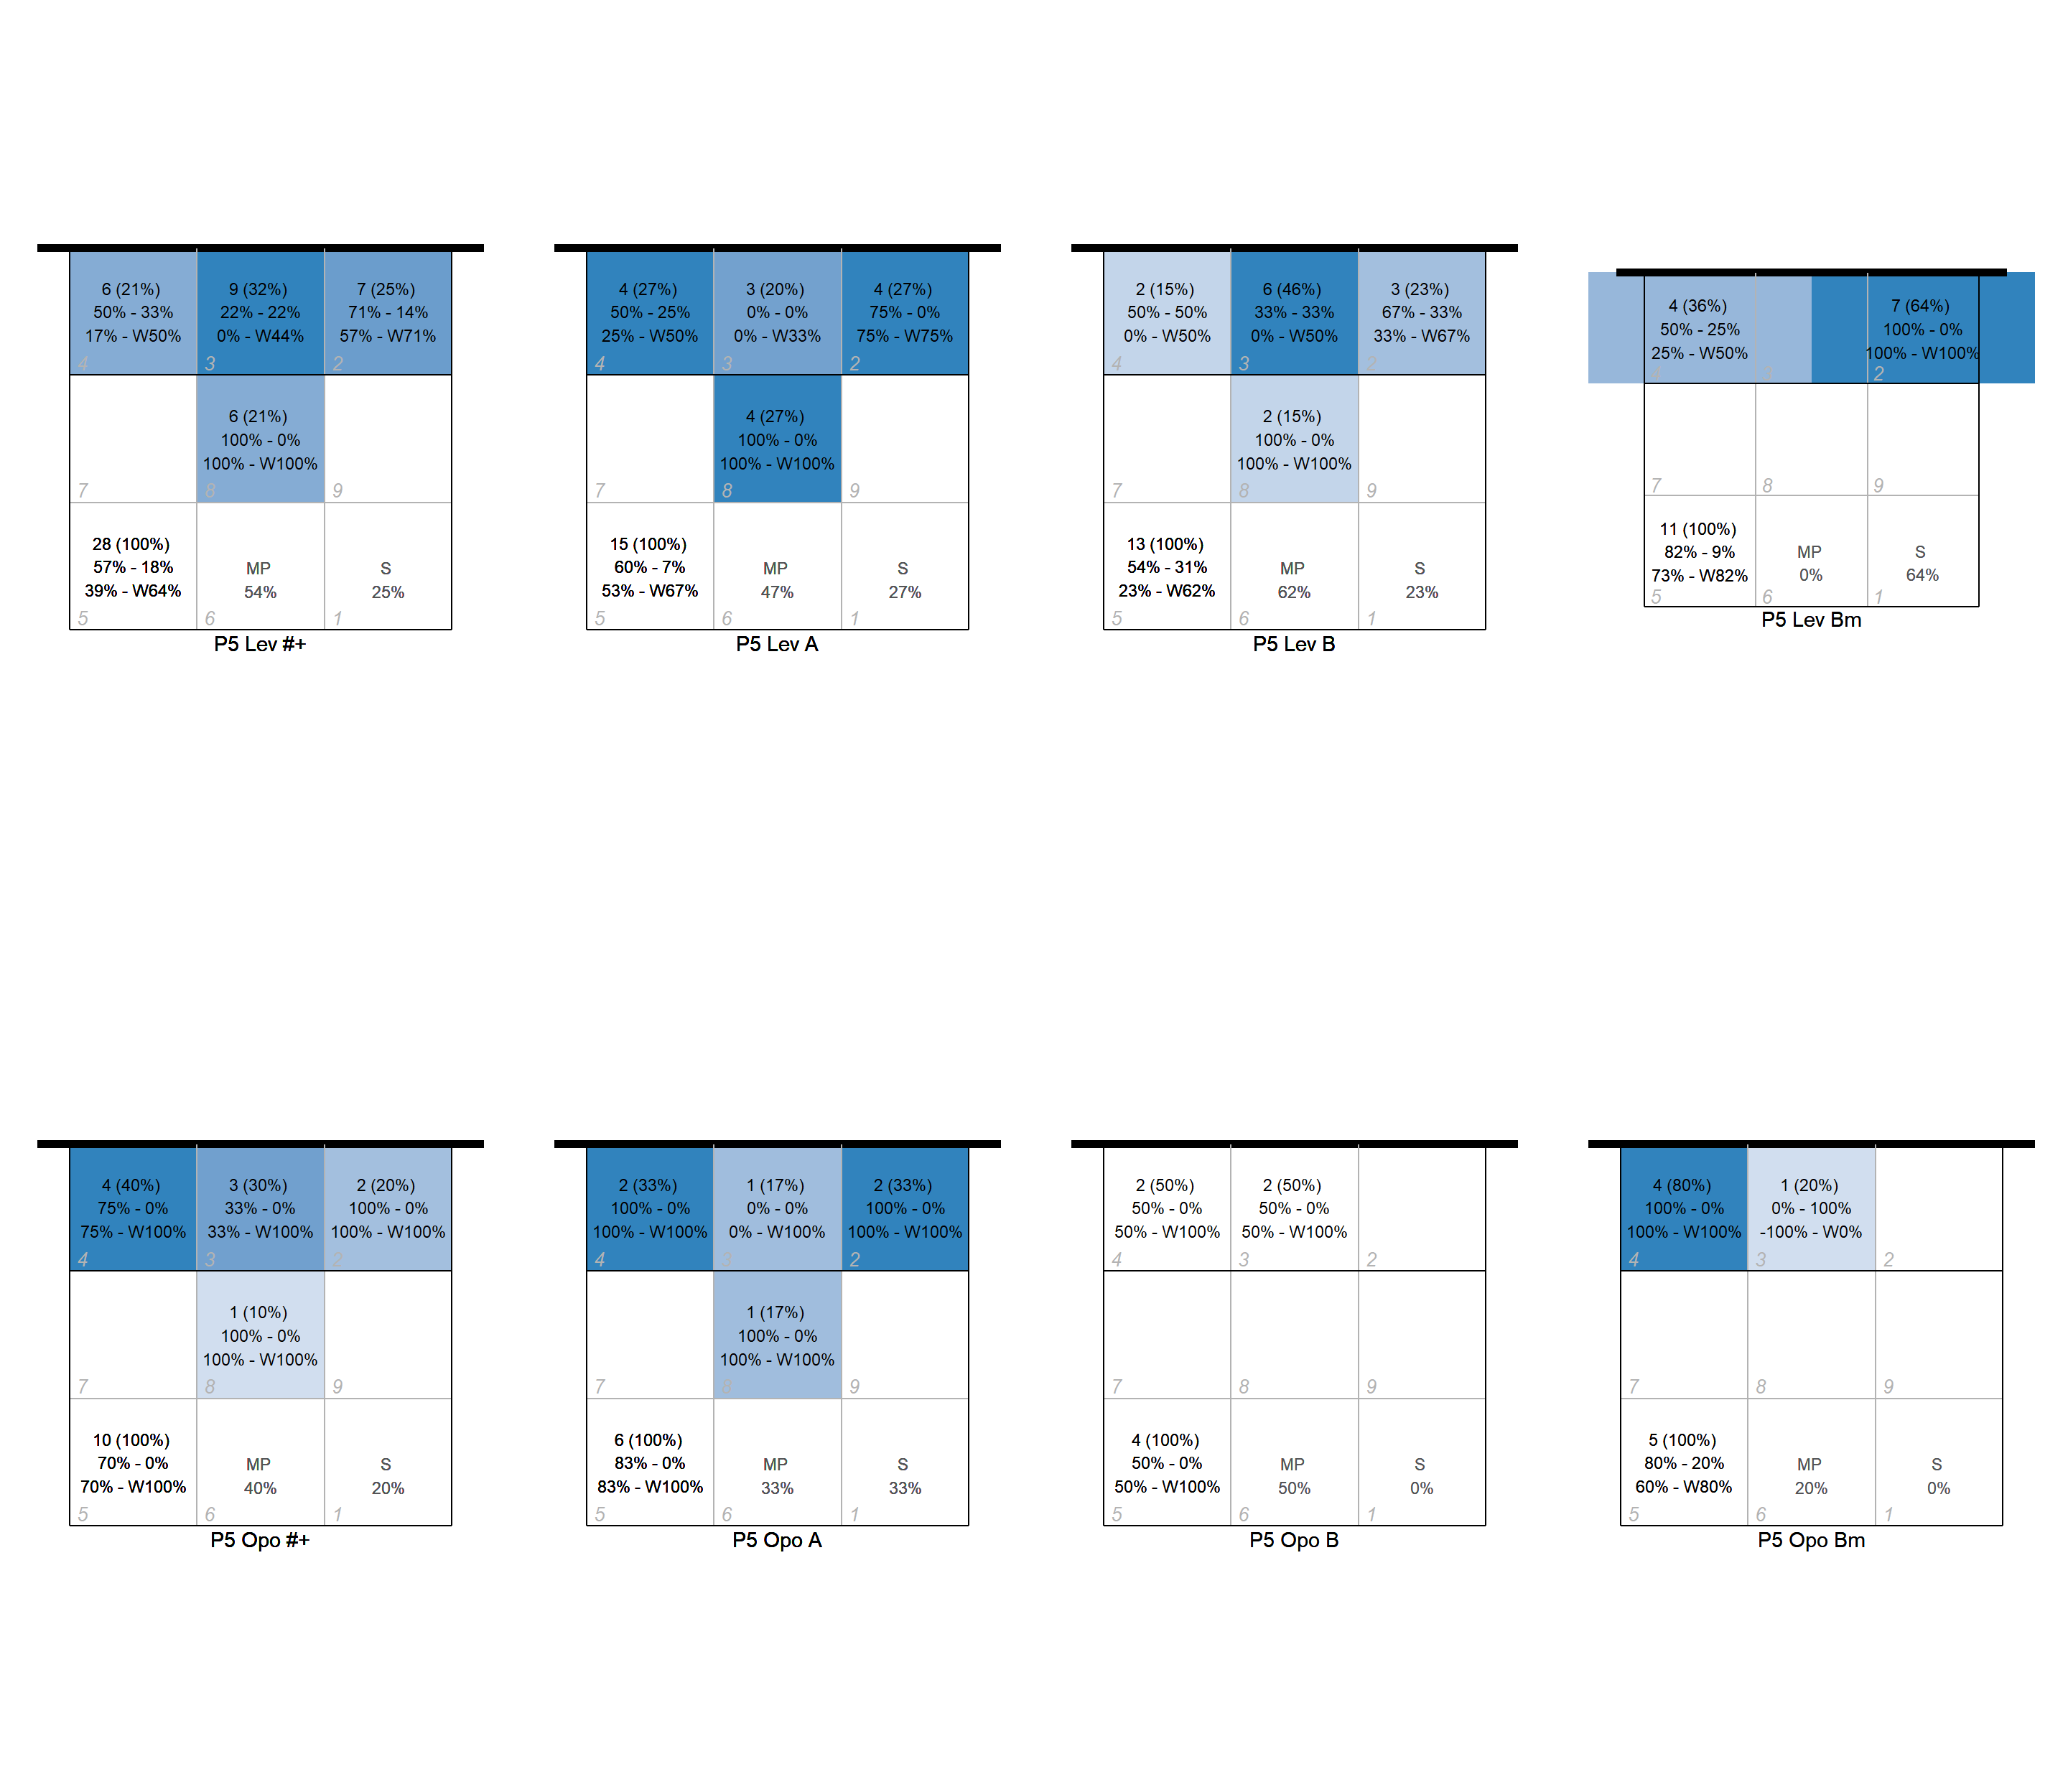 6 (21%)
50% - 33%
17% - W50%
4
9 (32%)
22% - 22%
0% - W44%
3
7 (25%)
71% - 14%
57% - W71%
2
7
6 (21%)
100% - 0%
100% - W100%
8
9
28 (100%)
57% - 18%
39% - W64%
5
MP
54%
6
S
25%
1
P5 Lev #+
4 (27%)
50% - 25%
25% - W50%
4
3 (20%)
0% - 0%
0% - W33%
3
4 (27%)
75% - 0%
75% - W75%
2
7
4 (27%)
100% - 0%
100% - W100%
8
9
15 (100%)
60% - 7%
53% - W67%
5
MP
47%
6
S
27%
1
P5 Lev A
2 (15%)
50% - 50%
0% - W50%
4
6 (46%)
33% - 33%
0% - W50%
3
3 (23%)
67% - 33%
33% - W67%
2
7
2 (15%)
100% - 0%
100% - W100%
8
9
13 (100%)
54% - 31%
23% - W62%
5
MP
62%
6
S
23%
1
P5 Lev B
4 (36%)
50% - 25%
25% - W50%
4
3
7 (64%)
100% - 0%
100% - W100%
2
7
8
9
11 (100%)
82% - 9%
73% - W82%
5
MP
0%
6
S
64%
1
P5 Lev Bm
4 (40%)
75% - 0%
75% - W100%
4
3 (30%)
33% - 0%
33% - W100%
3
2 (20%)
100% - 0%
100% - W100%
2
7
1 (10%)
100% - 0%
100% - W100%
8
9
10 (100%)
70% - 0%
70% - W100%
5
MP
40%
6
S
20%
1
P5 Opo #+
2 (33%)
100% - 0%
100% - W100%
4
1 (17%)
0% - 0%
0% - W100%
3
2 (33%)
100% - 0%
100% - W100%
2
7
1 (17%)
100% - 0%
100% - W100%
8
9
6 (100%)
83% - 0%
83% - W100%
5
MP
33%
6
S
33%
1
P5 Opo A
2 (50%)
50% - 0%
50% - W100%
4
2 (50%)
50% - 0%
50% - W100%
3
2
7
8
9
4 (100%)
50% - 0%
50% - W100%
5
MP
50%
6
S
0%
1
P5 Opo B
4 (80%)
100% - 0%
100% - W100%
4
1 (20%)
0% - 100%
-100% - W0%
3
2
7
8
9
5 (100%)
80% - 20%
60% - W80%
5
MP
20%
6
S
0%
1
P5 Opo Bm